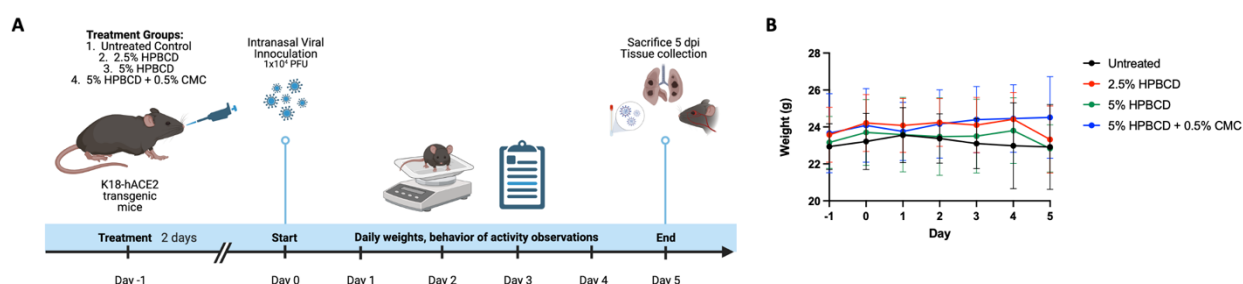 A
Treatment Groups:
1. Untreated Control
2. 2.5% HPBCD
3. 5% HPBCD
4. 5% HPBCD + 0.5% CMC
K18-hACE2
transgenic
mice
Intranasal Viral
Innoculation
1x10⁴ PFU
Sacrifice 5 dpi
Tissue collection
Treatment 2 days
Start
Daily weights, behavior of activity observations
End
Day -1
Day 0
Day 1
Day 2
Day 3
Day 4
Day 5
B
Weight (g)
28
26
24
22
20
-1
0
1
2
3
4
5
Day
Untreated
2.5% HPBCD
5% HPBCD
5% HPBCD + 0.5% CMC